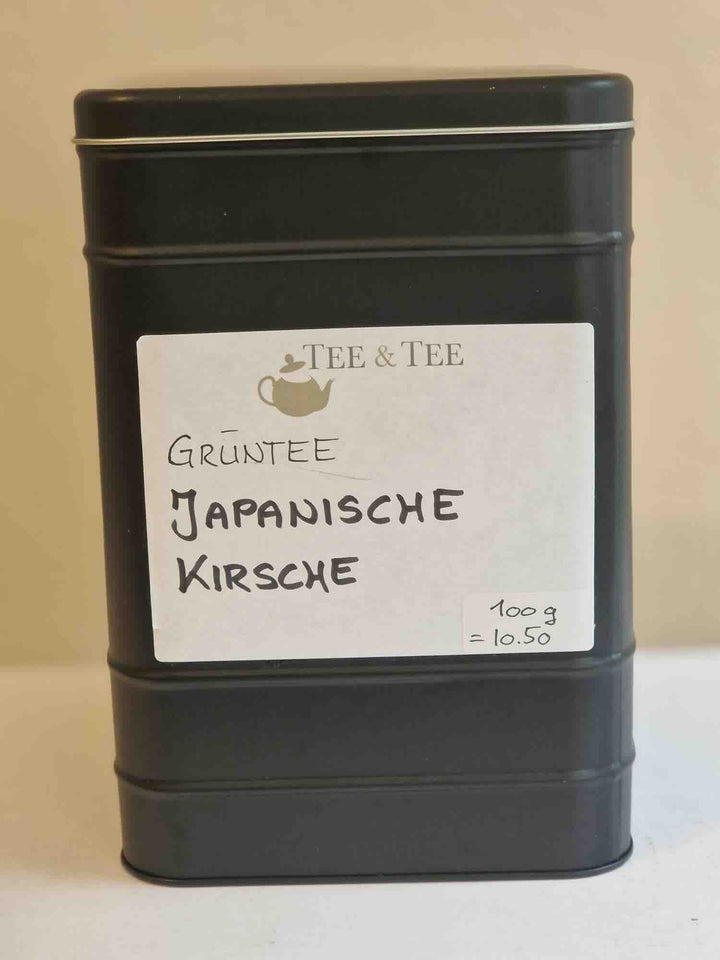 TEE & TEE
GRÜNTEE
JAPANISCHE
KIRSCHE
100 g
= 10.50